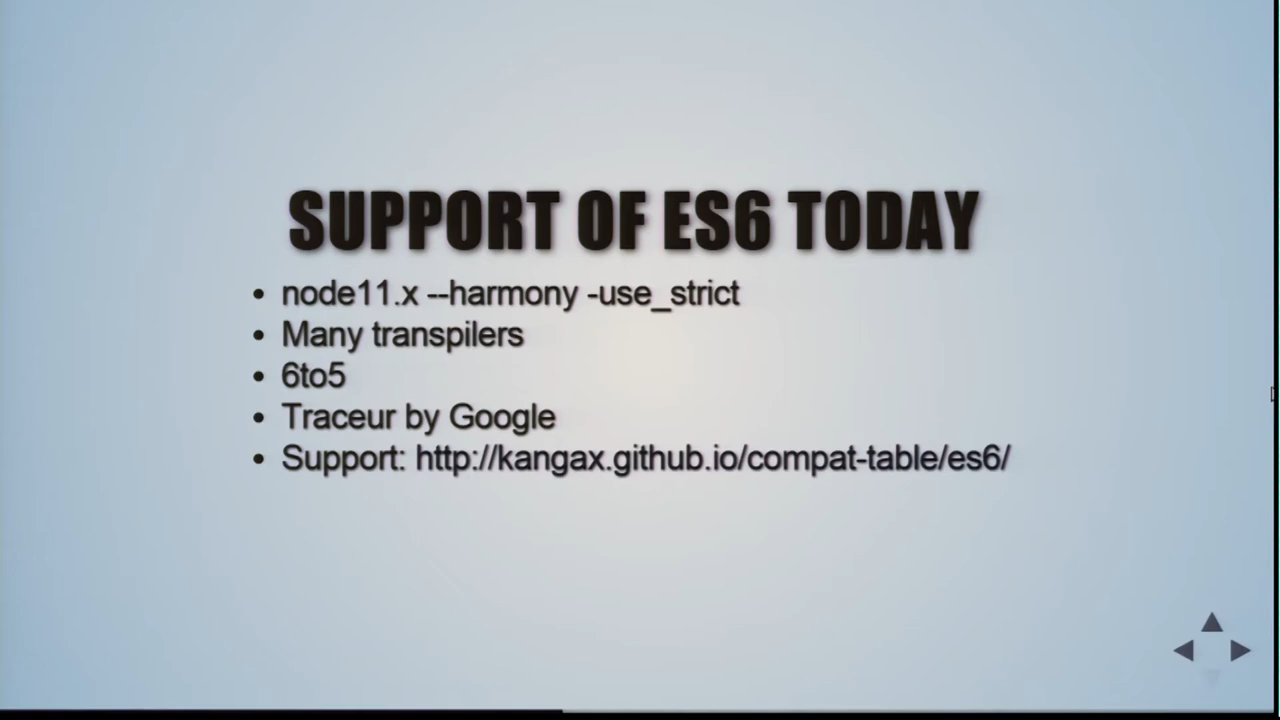 SUPPORT OF ES6 TODAY
node11.x --harmony -use_strict
Many transpilers
6to5
Traceur by Google
Support: http://kangax.github.io/compat-table/es6/